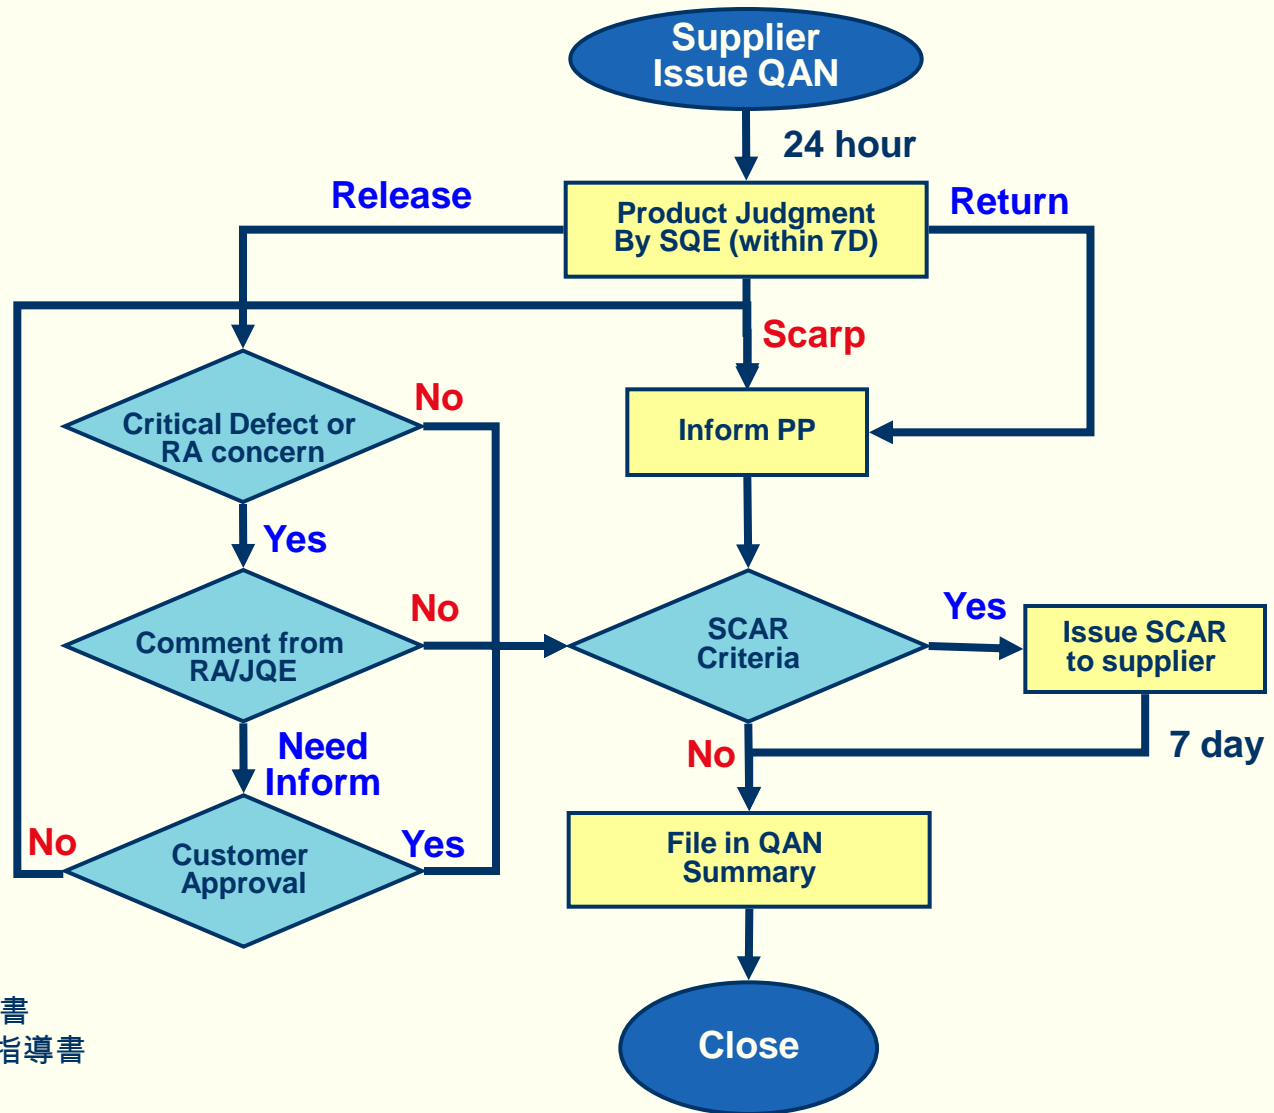 Supplier
Issue QAN
24 hour
Release
Product Judgment
By SQE (within 7D)
Return
Scarp
No
Critical Defect or
RA concern
Inform PP
Yes
No
Comment from
RA/JQE
SCAR
Criteria
Yes
Issue SCAR
to supplier
Need
Inform
No
7 day
No
Customer
Approval
Yes
File in QAN
Summary
書
指導書
Close